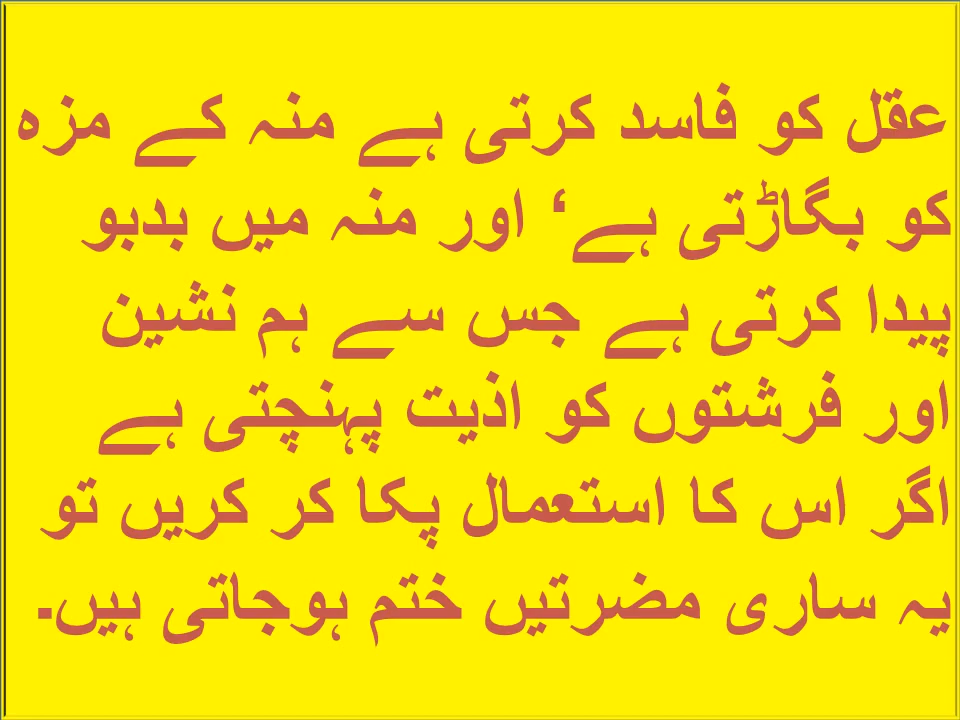 عقل کو فاسد کرتی ہے منہ کے مزہ
کو بگاڑتی ہے‘ اور منہ میں بدبو
پیدا کرتی ہے جس سے ہم نشین
اور فرشتوں کو اذیت پہنچتی ہے
اگر اس کا استعمال پکا کر کریں تو
یہ ساری مضرتیں ختم ہوجاتی ہیں۔